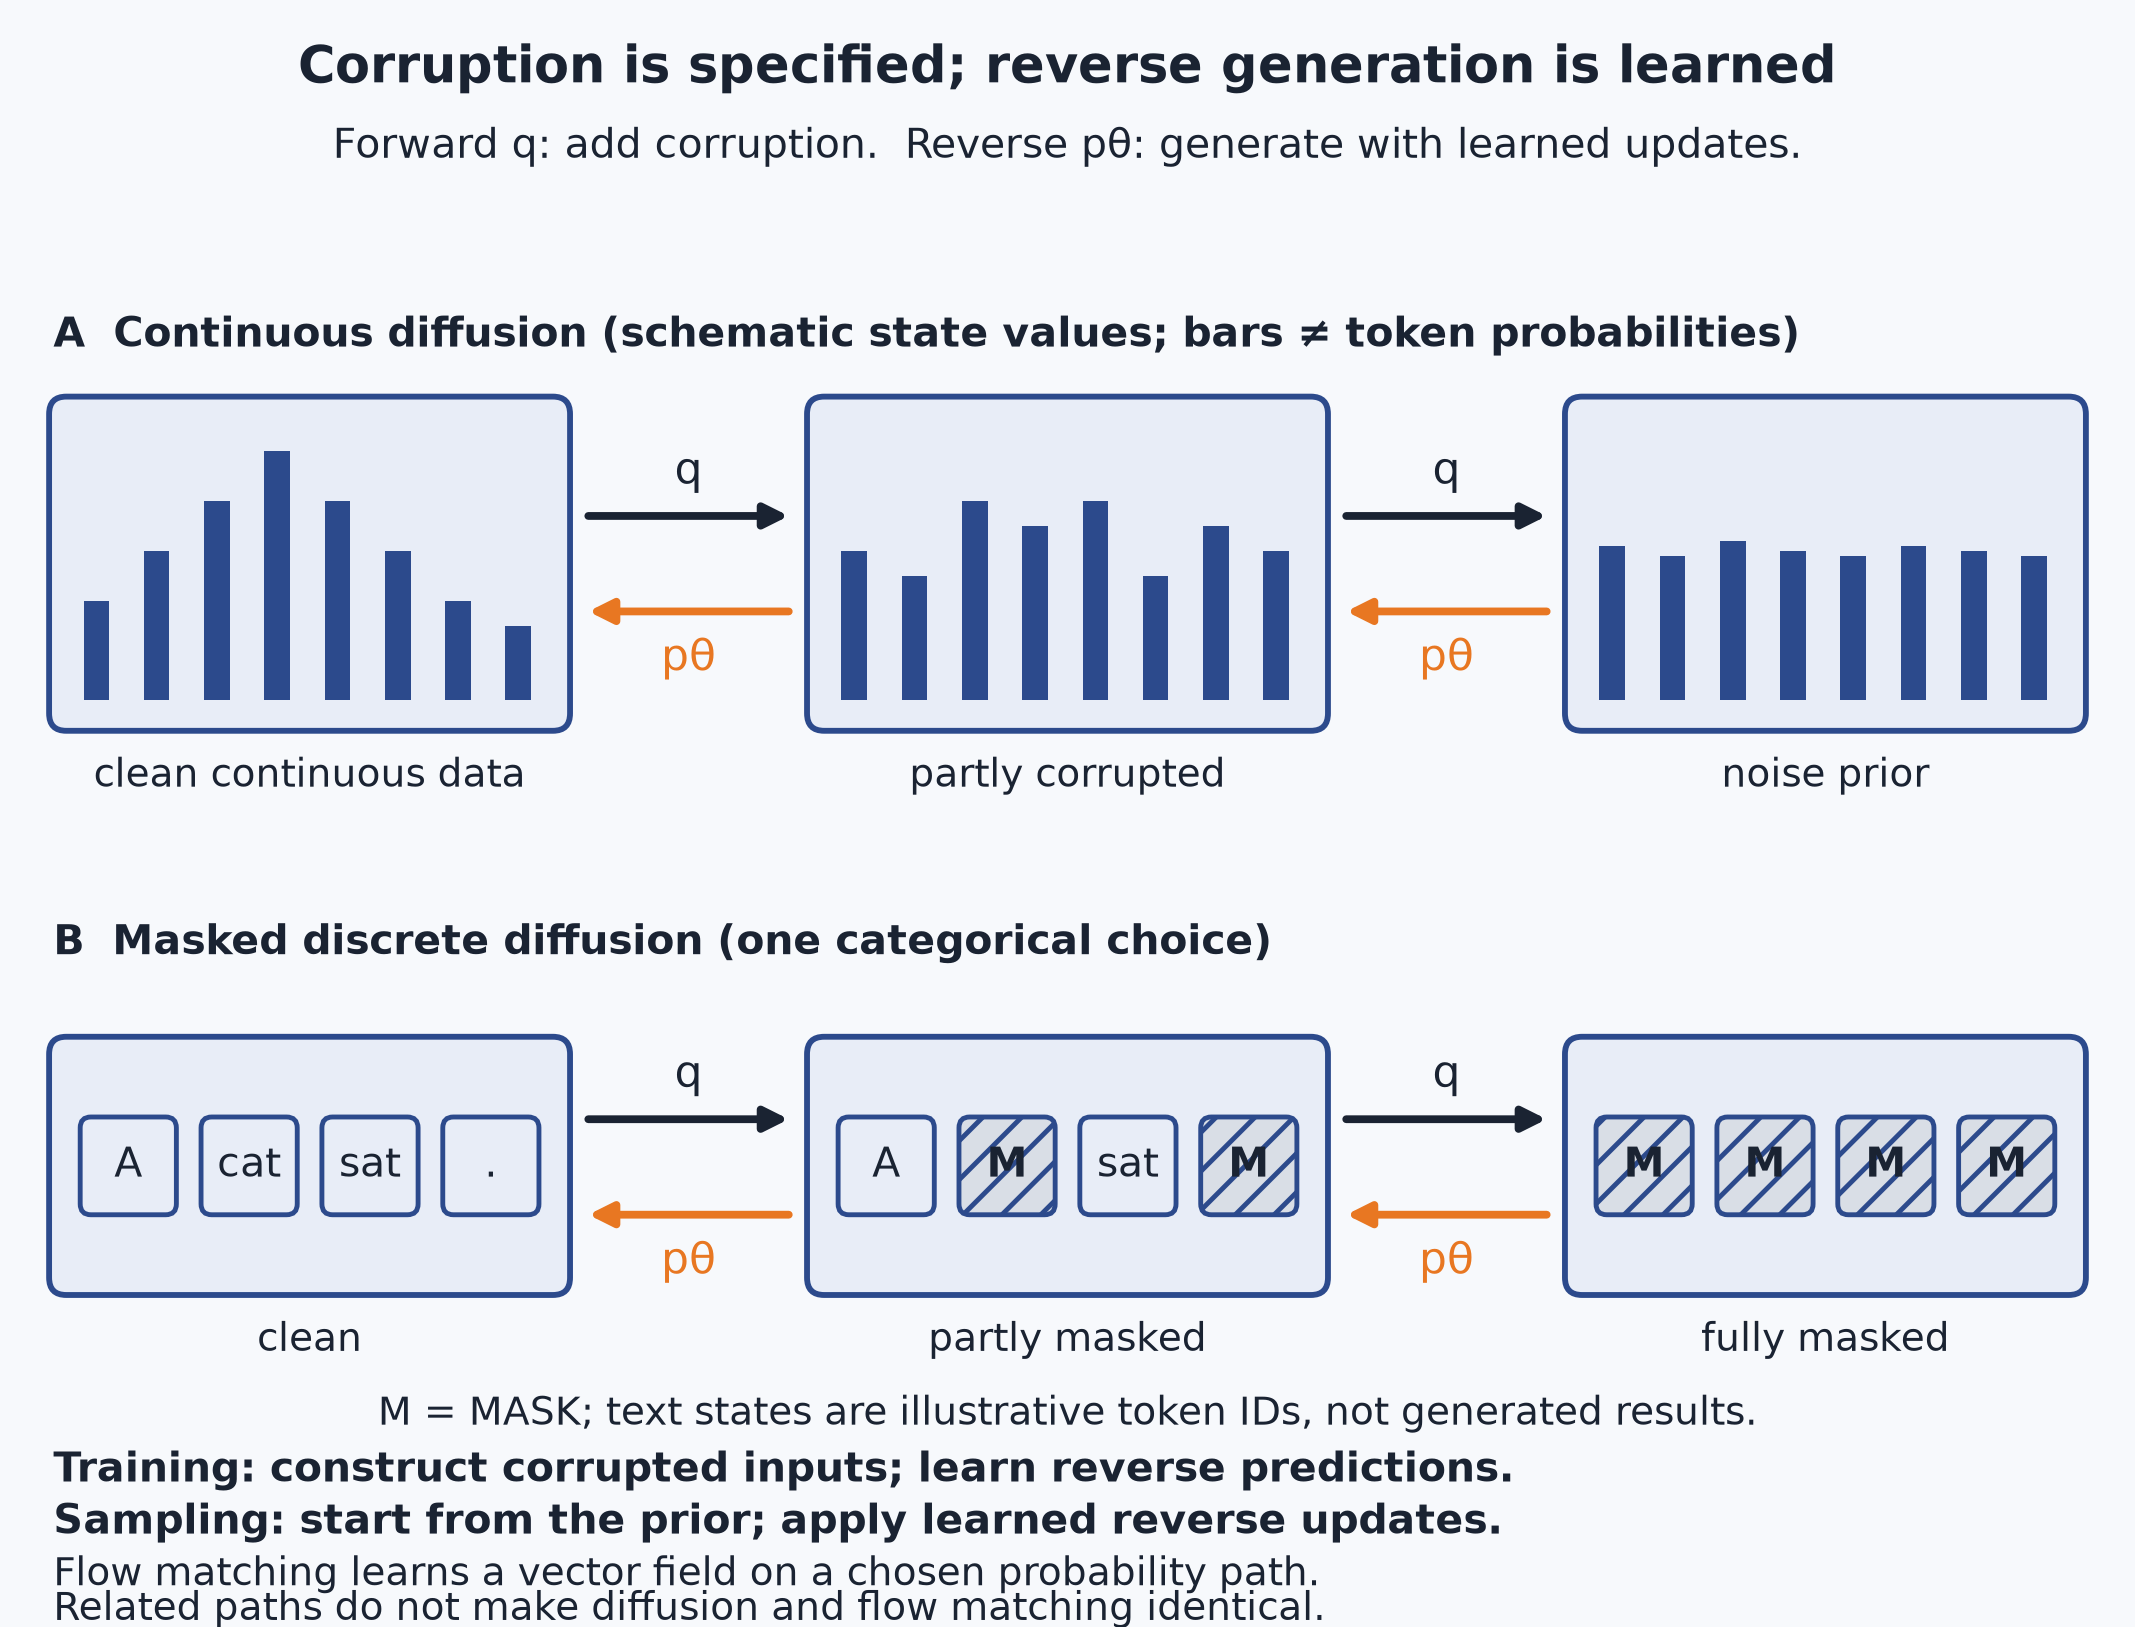 Corruption is specified; reverse generation is learned
Forward q: add corruption.  Reverse pθ: generate with learned updates.
A  Continuous diffusion (schematic state values; bars ≠ token probabilities)
q
q
pθ
pθ
clean continuous data
partly corrupted
noise prior
B  Masked discrete diffusion (one categorical choice)
q
q
A cat sat .
A M sat M
M M M M
pθ
pθ
clean
partly masked
fully masked
M = MASK; text states are illustrative token IDs, not generated results.
Training: construct corrupted inputs; learn reverse predictions.
Sampling: start from the prior; apply learned reverse updates.
Flow matching learns a vector field on a chosen probability path.
Related paths do not make diffusion and flow matching identical.